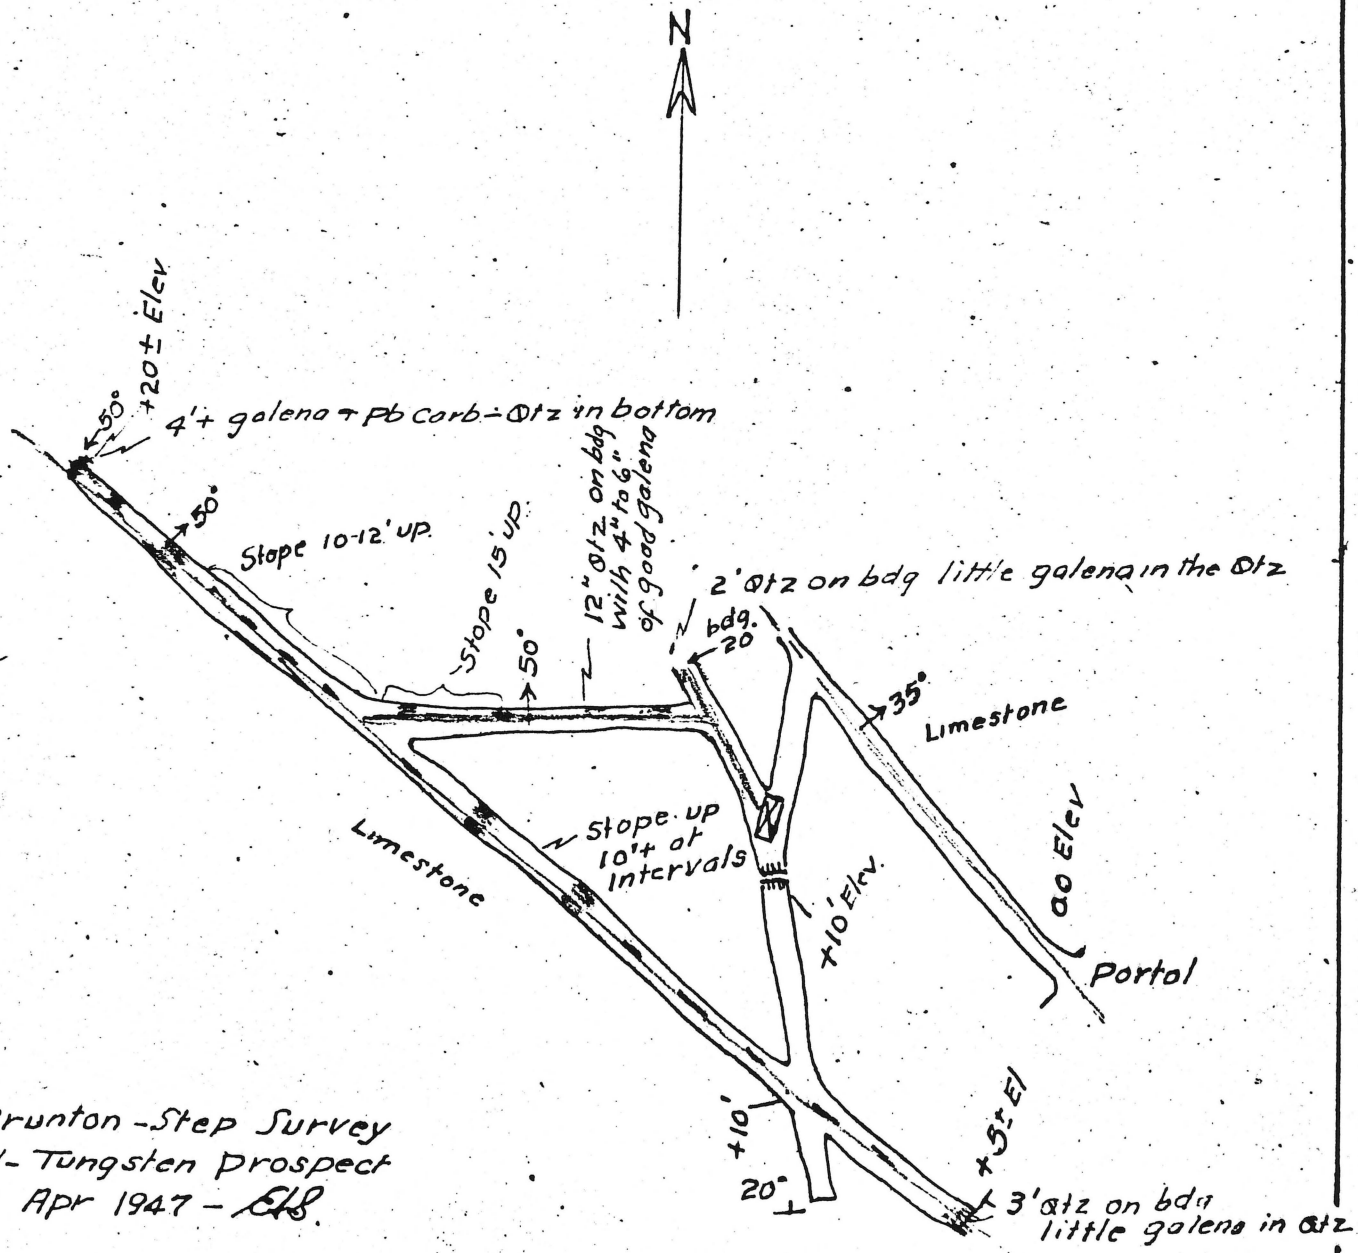 N
+20± Elev
50°
4'+ galena + Pb Carb - Qtz in bottom
50°
Stope 10-12' up.
Stope 15' up.
50°
12" Qtz on bdg
with 4" to 6"
of good galena
2' Qtz on bdg little galena in the Qtz
bdg.
20
35°
Limestone
Limestone
Stope up
10'+ at
Intervals
+10' Elev.
00 Elev
Portal
+10'
20°
+5± El
3' Qtz on bdg
little galena in Qtz
Step Survey
Tungsten Prospect
Apr 1947 -